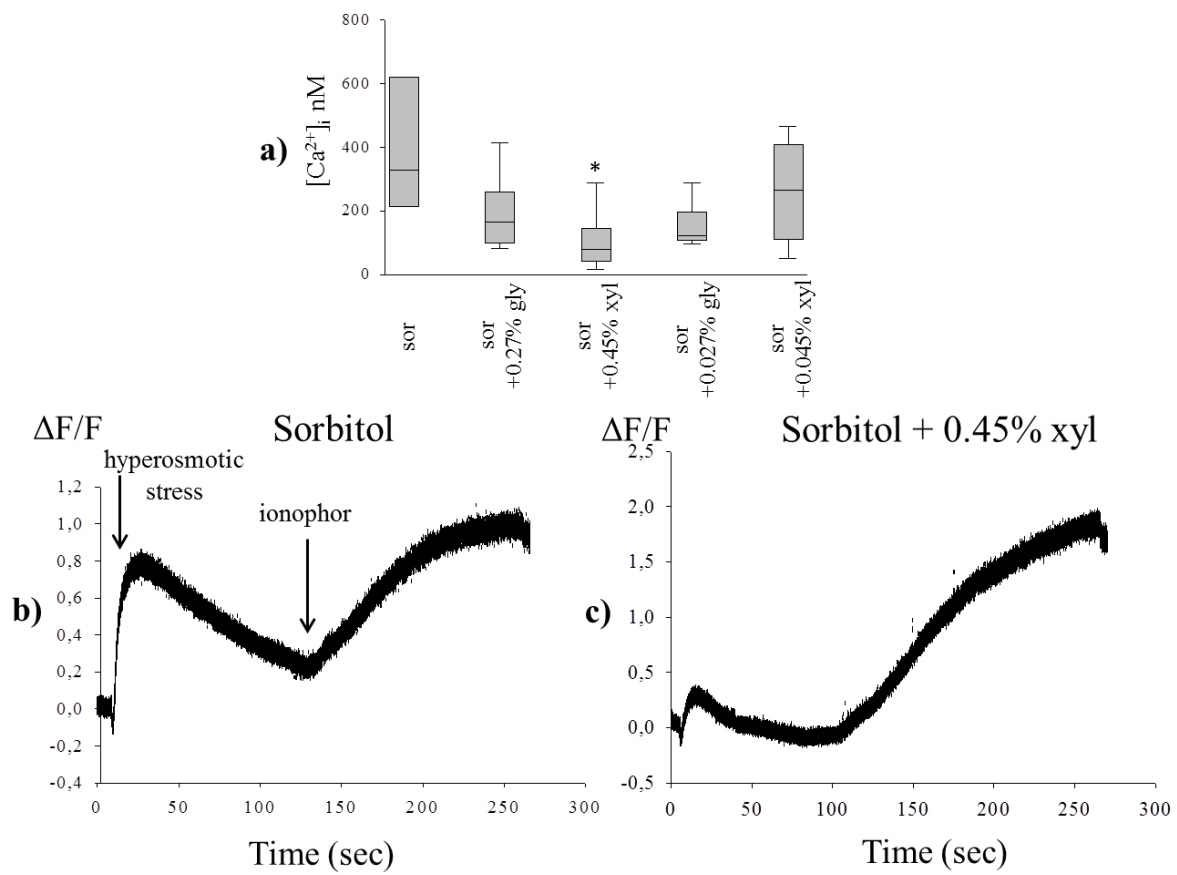 800
600
400
200
0
[Ca²⁺]ᵢ nM
a)
*
sor
sor
+0.27% gly
sor
+0.45% xyl
sor
+0.027% gly
sor
+0.045% xyl
ΔF/F
Sorbitol
hyperosmotic
stress
ionophor
1,2
1,0
0,8
0,6
0,4
0,2
0,0
-0,2
-0,4
b)
0 50 100 150 200 250 300
Time (sec)
ΔF/F
Sorbitol + 0.45% xyl
2,5
2,0
1,5
1,0
0,5
0,0
-0,5
c)
0 50 100 150 200 250 300
Time (sec)